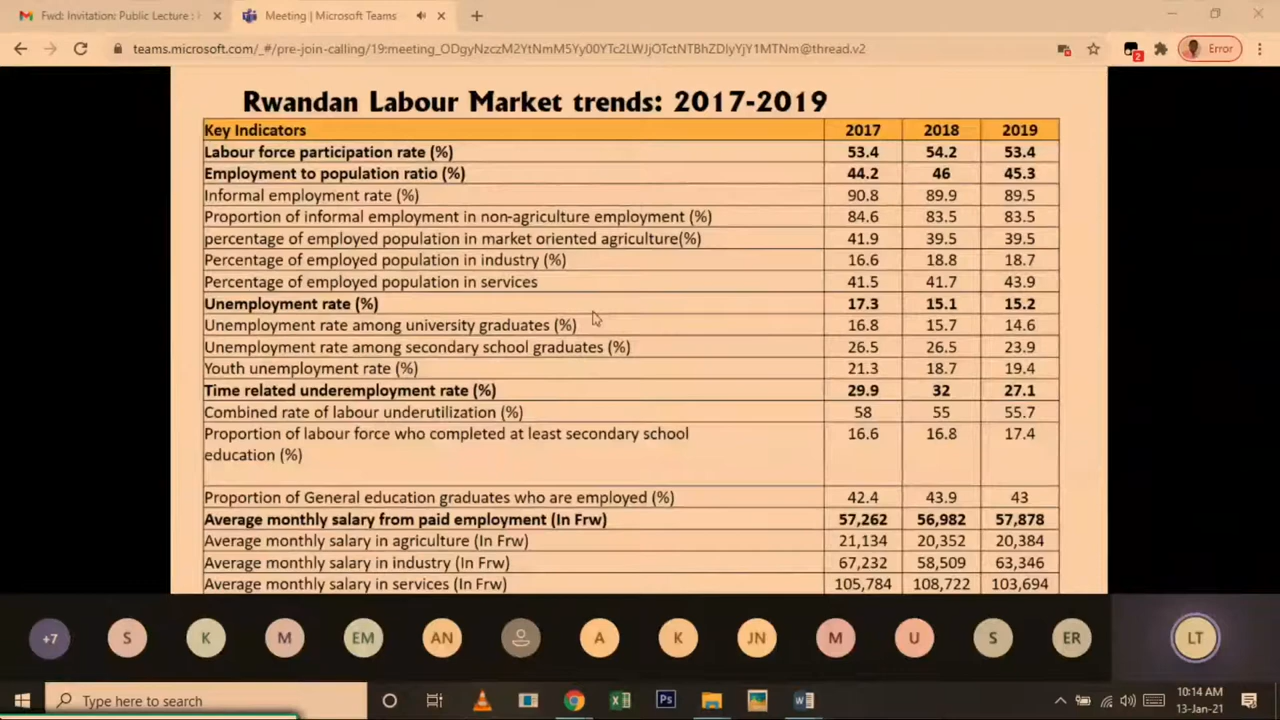 Fwd: Invitation: Public Lecture :
Meeting | Microsoft Teams
teams.microsoft.com/_#/pre-join-calling/19:meeting_ODgyNzczM2YtNmM5Yy00YTc2LWJjOTctNTBhZDlyYjY1MTNm@thread.v2
2
Error
Rwandan Labour Market trends: 2017-2019
Key Indicators 2017 2018 2019
Labour force participation rate (%) 53.4 54.2 53.4
Employment to population ratio (%) 44.2 46 45.3
Informal employment rate (%) 90.8 89.9 89.5
Proportion of informal employment in non-agriculture employment (%) 84.6 83.5 83.5
percentage of employed population in market oriented agriculture(%) 41.9 39.5 39.5
Percentage of employed population in industry (%) 16.6 18.8 18.7
Percentage of employed population in services 41.5 41.7 43.9
Unemployment rate (%) 17.3 15.1 15.2
Unemployment rate among university graduates (%) 16.8 15.7 14.6
Unemployment rate among secondary school graduates (%) 26.5 26.5 23.9
Youth unemployment rate (%) 21.3 18.7 19.4
Time related underemployment rate (%) 29.9 32 27.1
Combined rate of labour underutilization (%) 58 55 55.7
Proportion of labour force who completed at least secondary school 16.6 16.8 17.4
education (%)
Proportion of General education graduates who are employed (%) 42.4 43.9 43
Average monthly salary from paid employment (In Frw) 57,262 56,982 57,878
Average monthly salary in agriculture (In Frw) 21,134 20,352 20,384
Average monthly salary in industry (In Frw) 67,232 58,509 63,346
Average monthly salary in services (In Frw) 105,784 108,722 103,694
+7 S K M EM AN A K JN M U S ER LT
Type here to search
Ps
10:14 AM
13-Jan-21